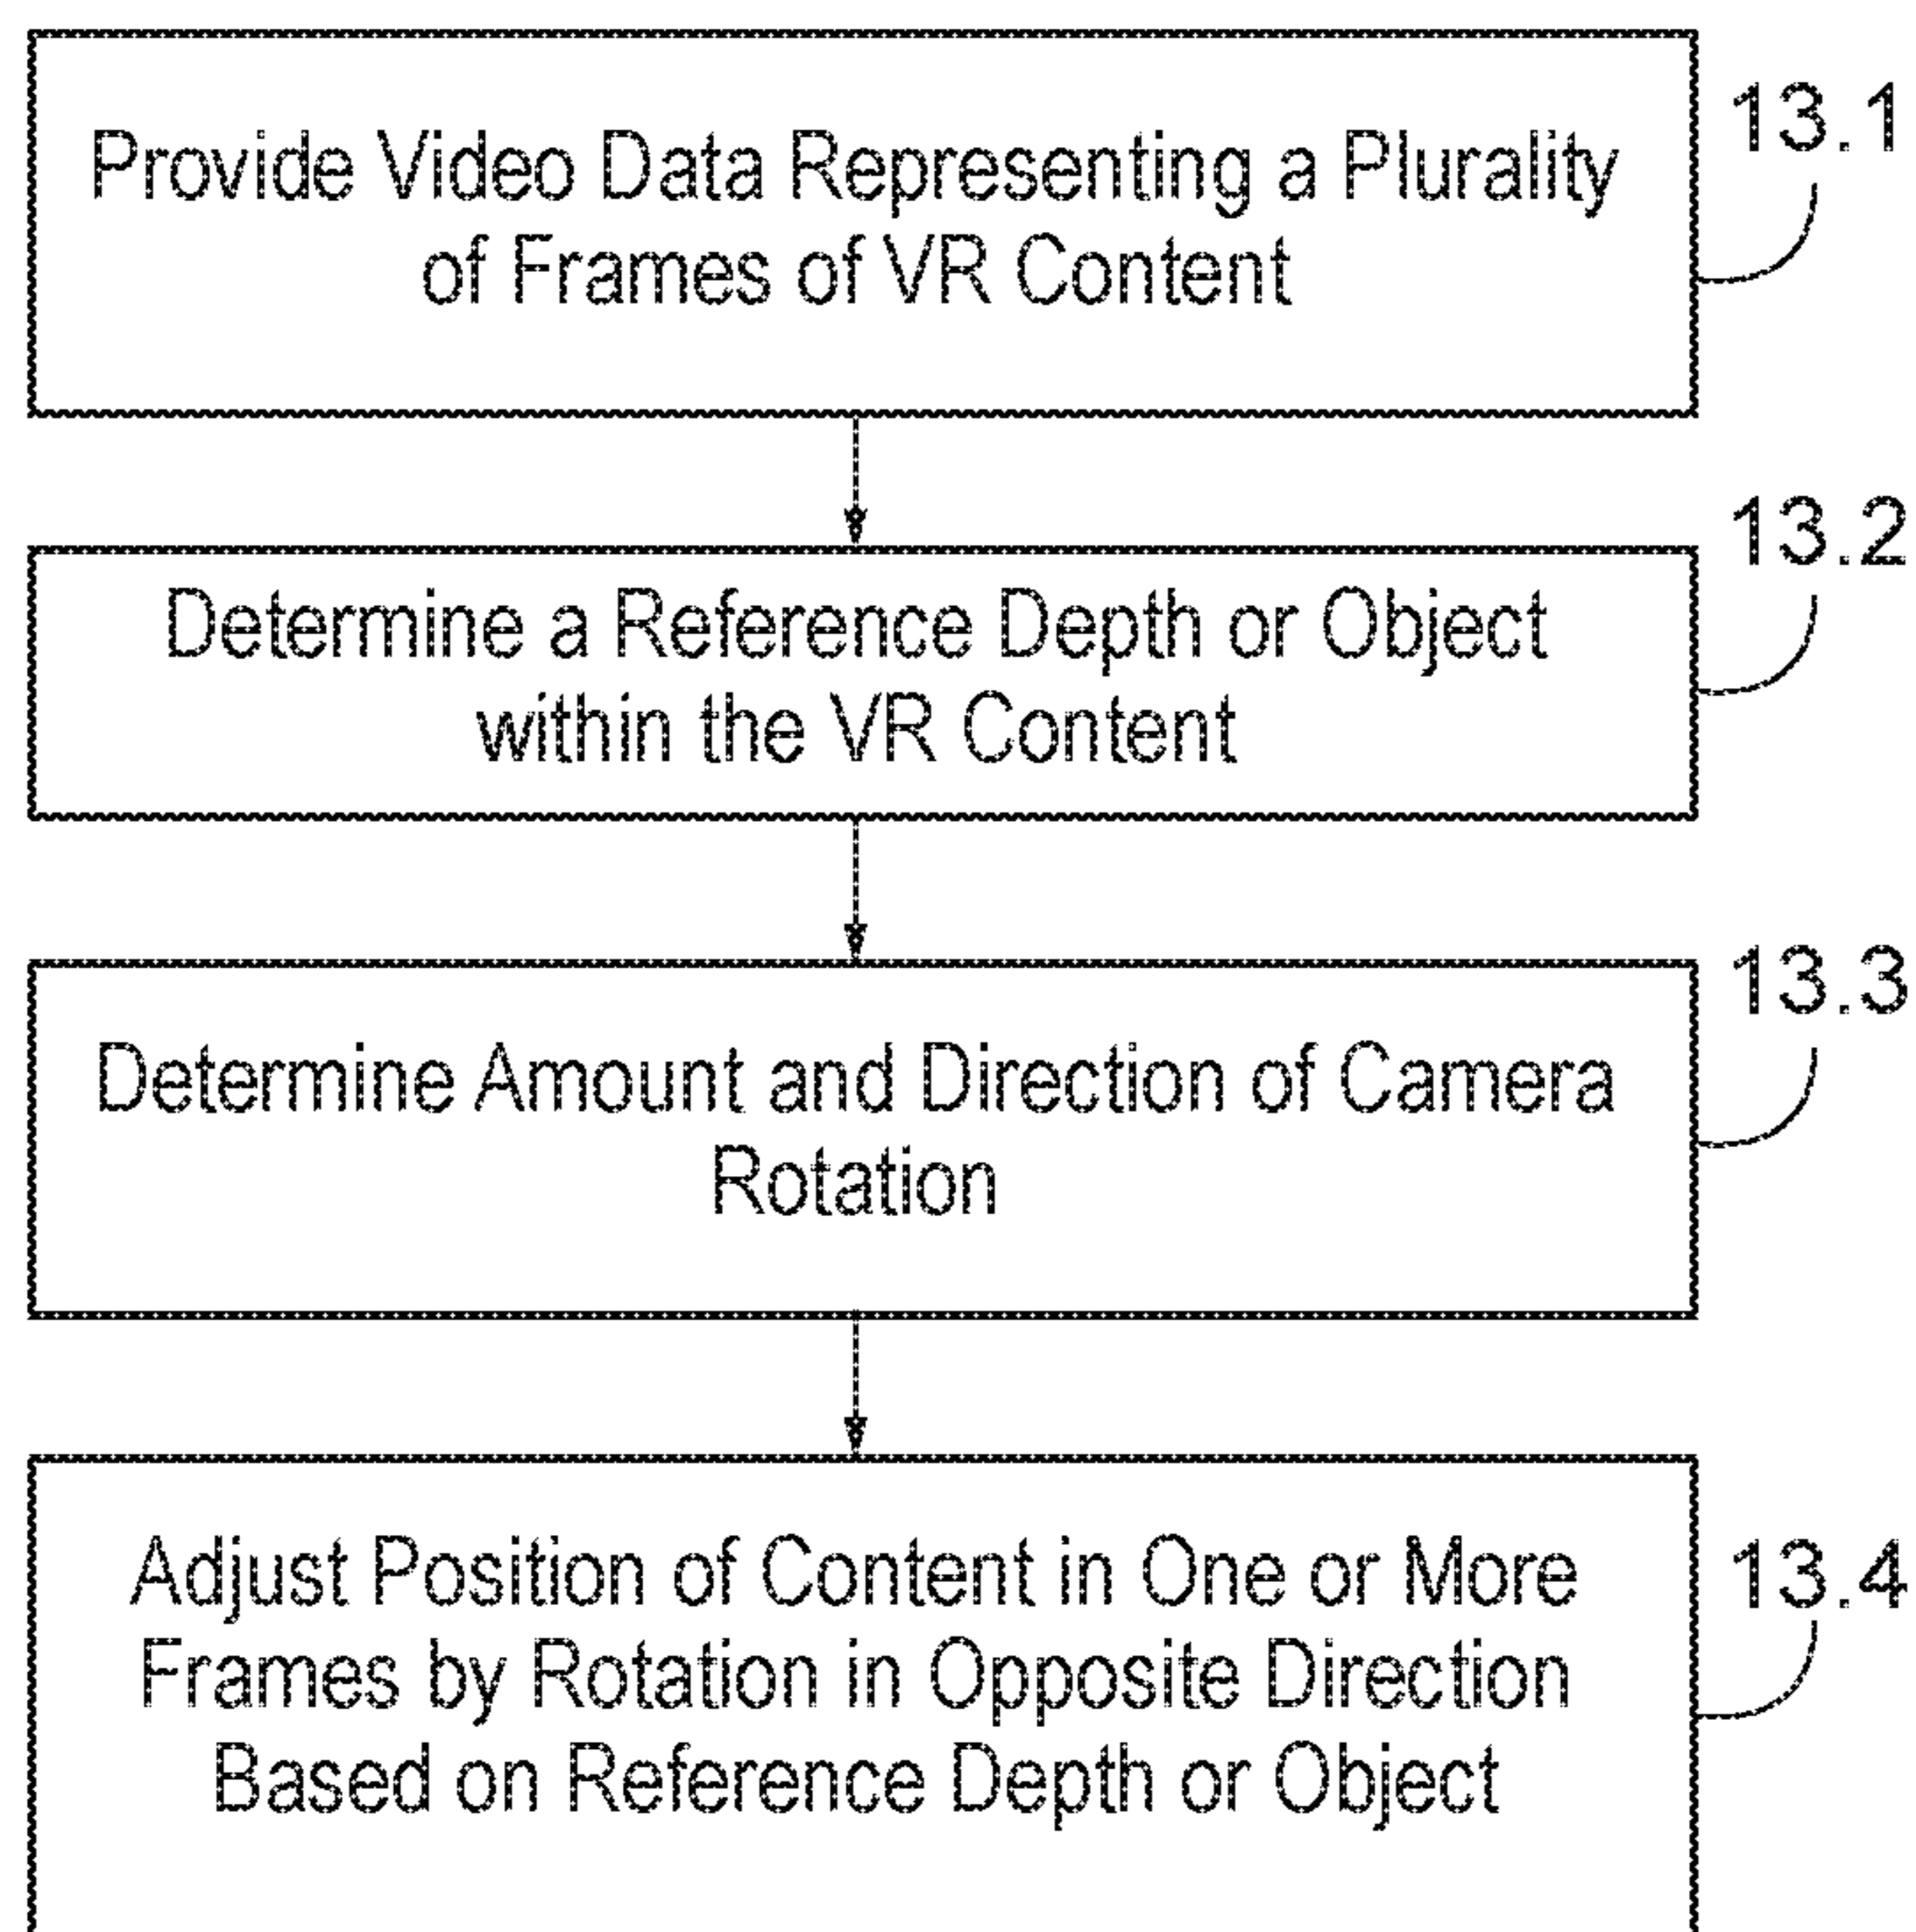 Provide Video Data Representing a Plurality
of Frames of VR Content
13.1
Determine a Reference Depth or Object
within the VR Content
13.2
Determine Amount and Direction of Camera
Rotation
13.3
Adjust Position of Content in One or More
Frames by Rotation in Opposite Direction
Based on Reference Depth or Object
13.4